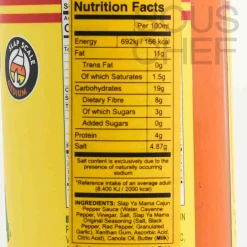 OUS
CHEF
SLAP SCALE
MEDIUM
Nutrition Facts
Per 100ml
Energy 692kj / 166 kcal
Fat 11g
Trans Fat 0g
Of which Saturates 1.5g
Carbohydrates 19g
Dietary Fibre 8g
Of which Sugars 3g
Added Sugars 0g
Protein 4g
Salt 4.87g
Salt content is exclusively due to the
presence of naturally occurring
sodium
*Reference intake of an average adult
(8,400 KJ / 2000 kcal)
INGREDIENTS: Slap Ya Mama Cajun
Pepper Sauce (Water, Cayenne
Pepper, Vinegar, Salt, Slap Ya Mama
Original Seasoning (Salt, Black
Pepper, Red Pepper,
Granulated Garlic), Xanthan Gum, Ascorbic Acid,
Citric Acid), Canola Oil, Butter (Milk)